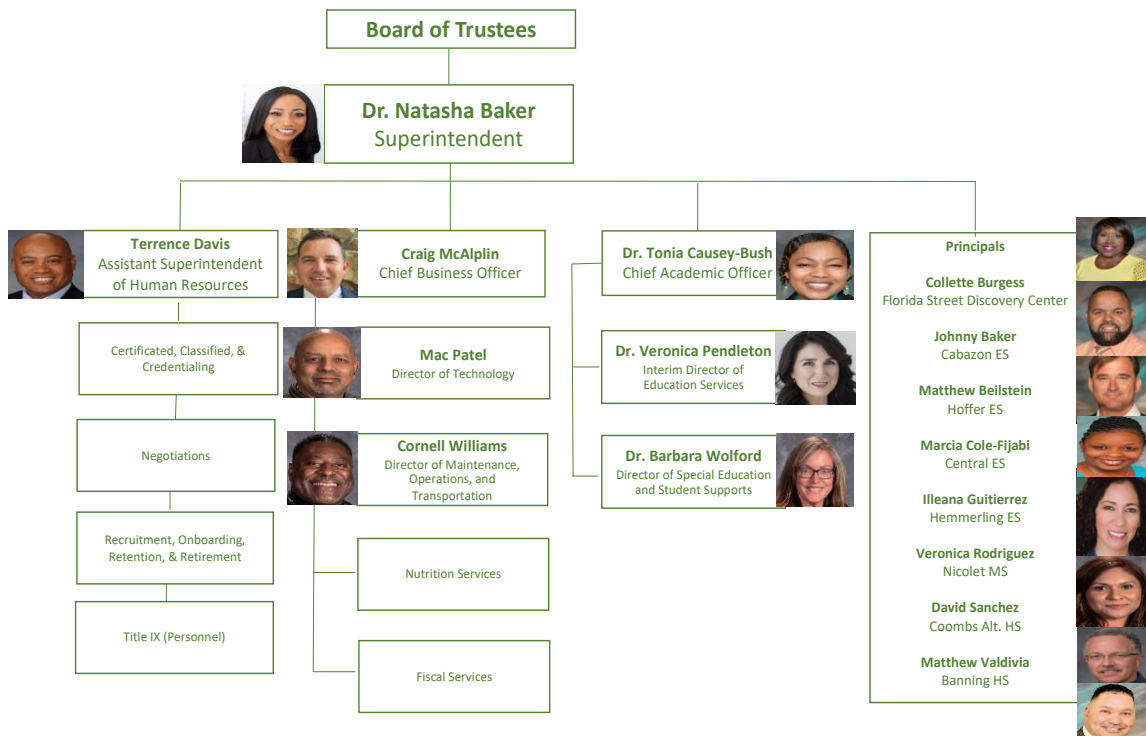 Board of Trustees
Dr. Natasha Baker
Superintendent
Terrence Davis
Assistant Superintendent
of Human Resources
Certificated, Classified, &
Credentialing
Negotiations
Recruitment, Onboarding,
Retention, & Retirement
Title IX (Personnel)
Craig McAlplin
Chief Business Officer
Mac Patel
Director of Technology
Cornell Williams
Director of Maintenance,
Operations, and
Transportation
Nutrition Services
Fiscal Services
Dr. Tonia Causey-Bush
Chief Academic Officer
Dr. Veronica Pendleton
Interim Director of
Education Services
Dr. Barbara Wolford
Director of Special Education
and Student Supports
Principals
Collette Burgess
Florida Street Discovery Center
Johnny Baker
Cabazon ES
Matthew Beilstein
Hoffer ES
Marcia Cole-Fijabi
Central ES
Illeana Guitierrez
Hemmerling ES
Veronica Rodriguez
Nicolet MS
David Sanchez
Coombs Alt. HS
Matthew Valdivia
Banning HS